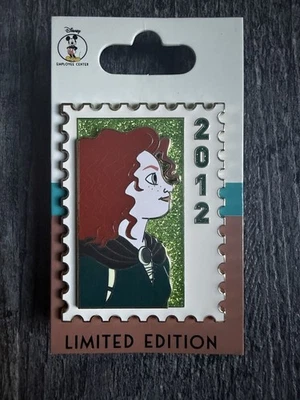 Disney
EMPLOYEE CENTER
2012
LIMITED EDITION